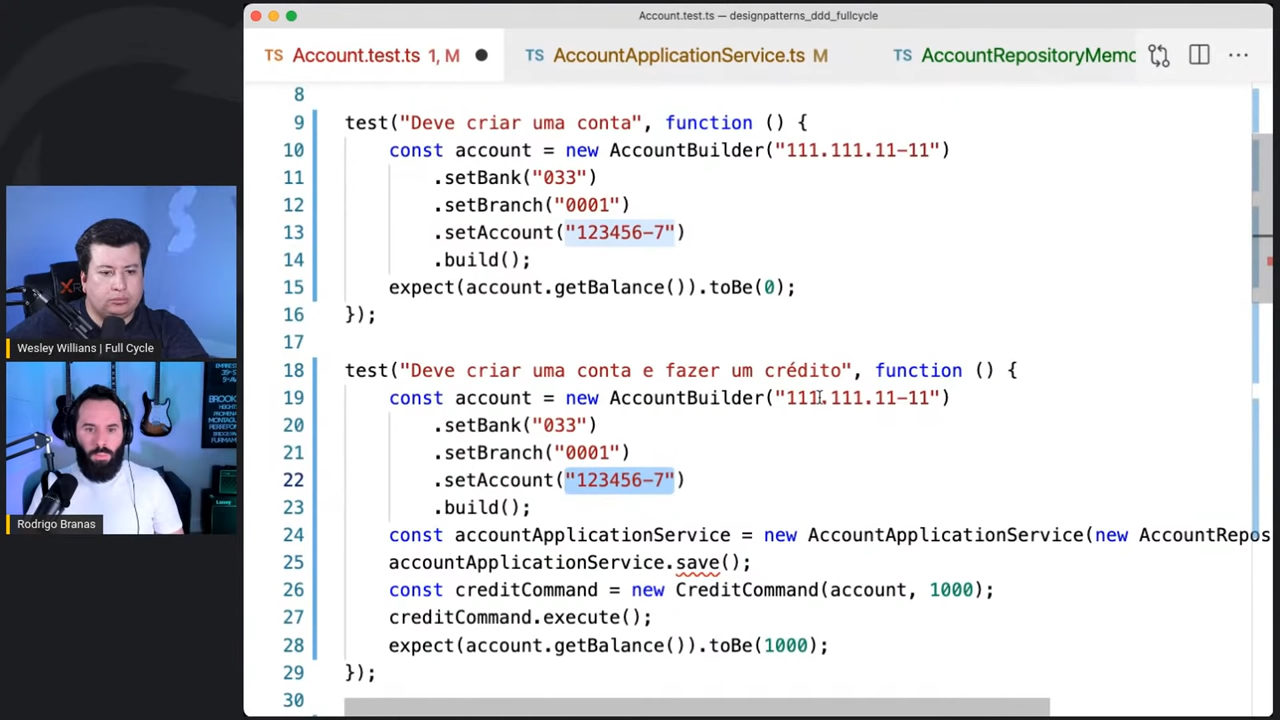 Account.test.ts — designpatterns_ddd_fullcycle
TS Account.test.ts 1, M
TS AccountApplicationService.ts M
TS AccountRepositoryMemo
8
9 test("Deve criar uma conta", function () {
10 const account = new AccountBuilder("111.111.11-11")
11 .setBank("033")
12 .setBranch("0001")
13 .setAccount("123456-7")
14 .build();
15 expect(account.getBalance()).toBe(0);
16 });
17
18 test("Deve criar uma conta e fazer um crédito", function () {
19 const account = new AccountBuilder("111.111.11-11")
20 .setBank("033")
21 .setBranch("0001")
22 .setAccount("123456-7")
23 .build();
24 const accountApplicationService = new AccountApplicationService(new AccountRepos
25 accountApplicationService.save();
26 const creditCommand = new CreditCommand(account, 1000);
27 creditCommand.execute();
28 expect(account.getBalance()).toBe(1000);
29 });
30
Wesley Willians | Full Cycle
BROOK
Rodrigo Branas